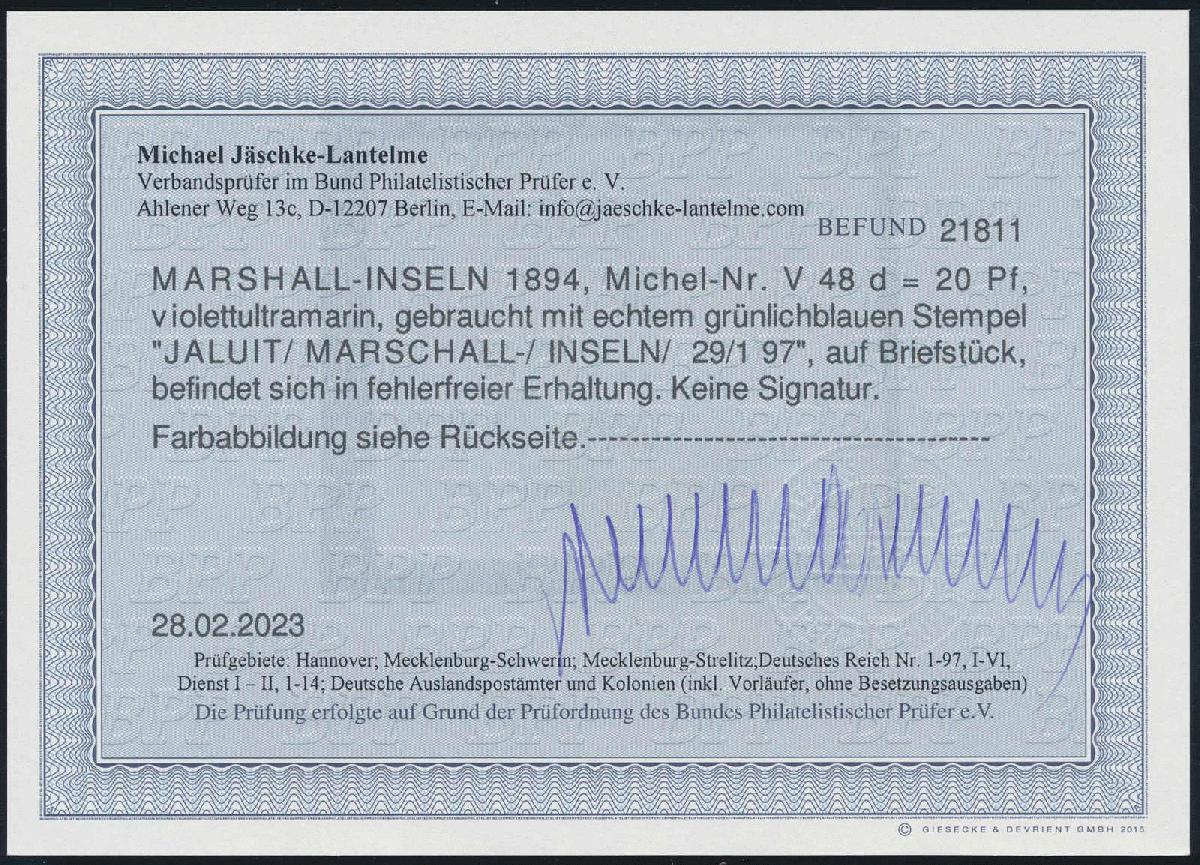 Michael Jäschke-Lantelme
Verbandsprüfer im Bund Philatelistischer Prüfer e. V.
Ahlener Weg 13c, D-12207 Berlin, E-Mail: info@jaeschke-lantelme.com
BEFUND 21811
MARSHALL-INSELN 1894, Michel-Nr. V 48 d = 20 Pf,
violettultramarin, gebraucht mit echtem grünlichblauen Stempel
"JALUIT/ MARSCHALL-/ INSELN/ 29/1 97", auf Briefstück,
befindet sich in fehlerfreier Erhaltung. Keine Signatur.
Farbabbildung siehe Rückseite.-------------------------------------
28.02.2023
Prüfgebiete: Hannover; Mecklenburg-Schwerin; Mecklenburg-Strelitz;Deutsches Reich Nr. 1-97, I-VI,
Dienst I – II, 1-14; Deutsche Auslandspostämter und Kolonien (inkl. Vorläufer, ohne Besetzungsausgaben)
Die Prüfung erfolgte auf Grund der Prüfordnung des Bundes Philatelistischer Prüfer e.V.
© GIESECKE & DEVRIENT GMBH 2015